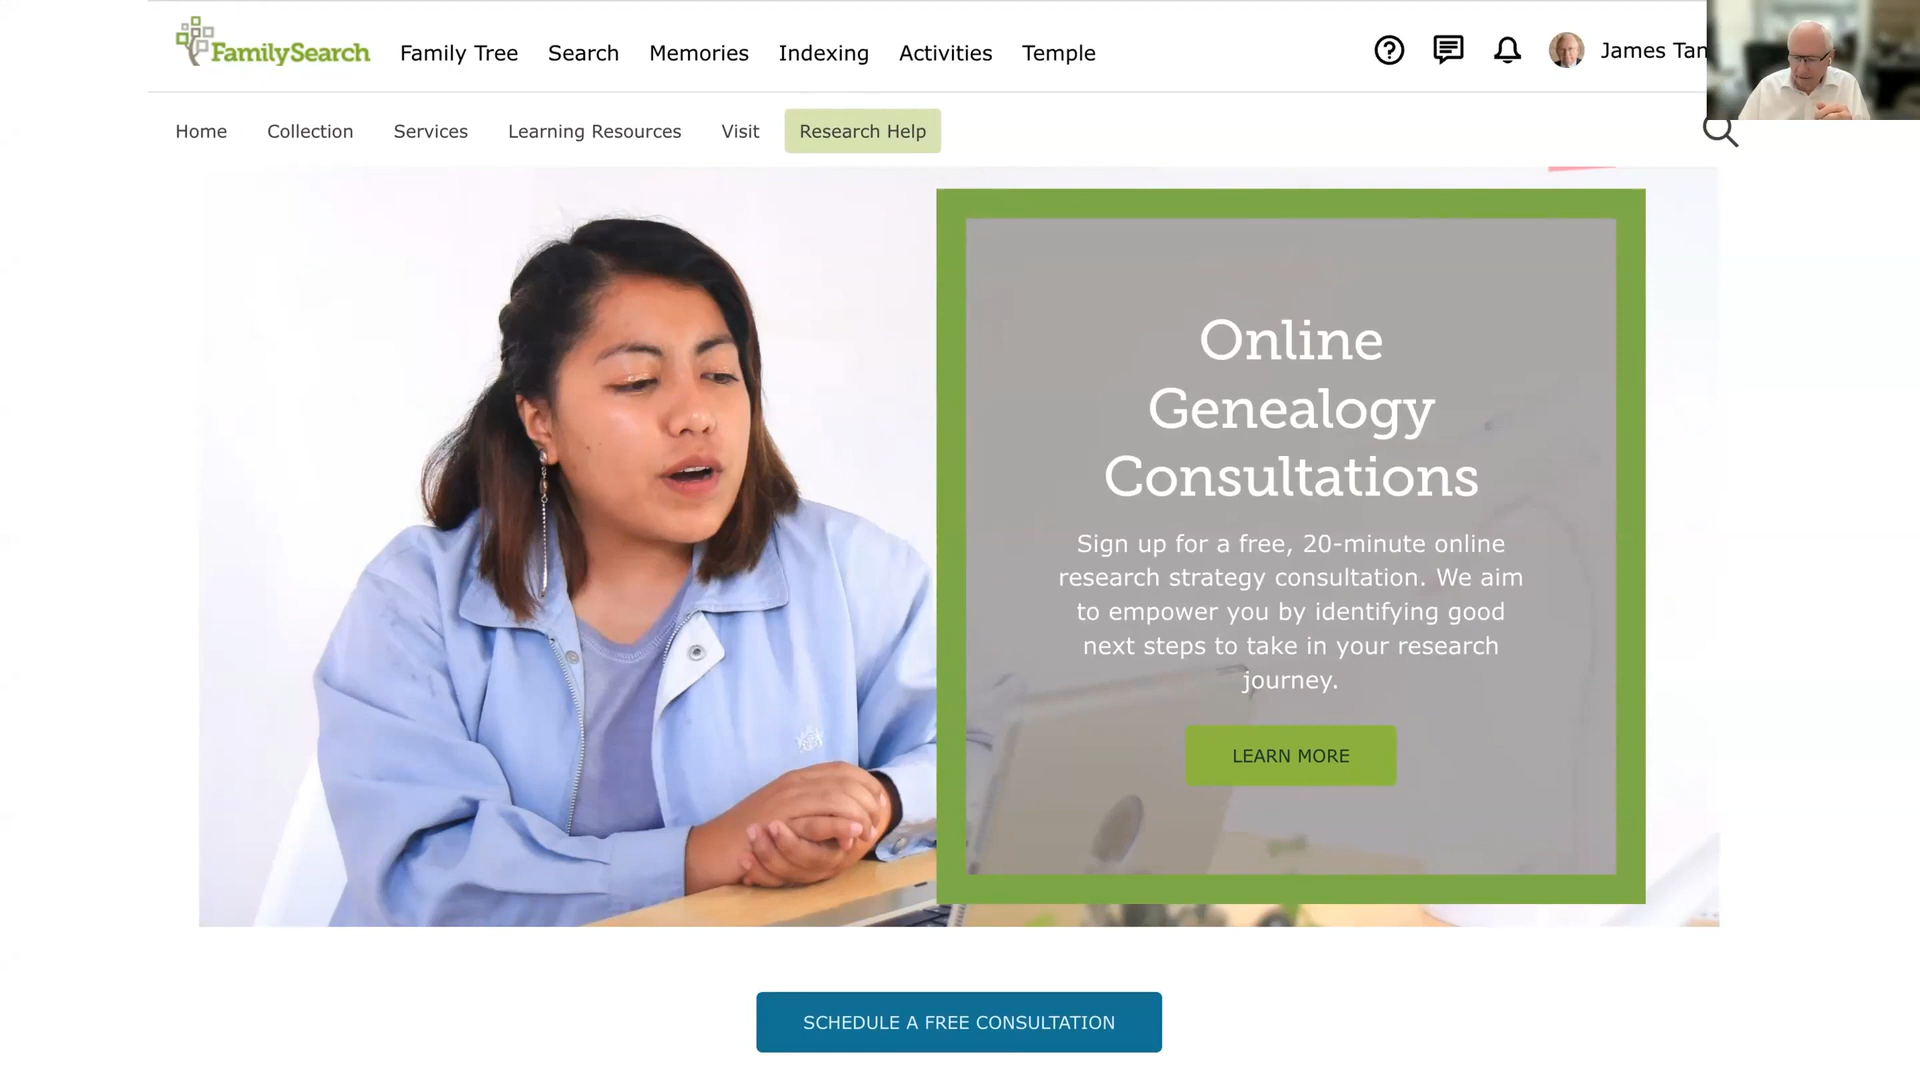 FamilySearch
Family Tree Search Memories Indexing Activities Temple
James Tan
Home Collection Services Learning Resources Visit Research Help
Online
Genealogy
Consultations
Sign up for a free, 20-minute online
research strategy consultation. We aim
to empower you by identifying good
next steps to take in your research
journey.
LEARN MORE
SCHEDULE A FREE CONSULTATION